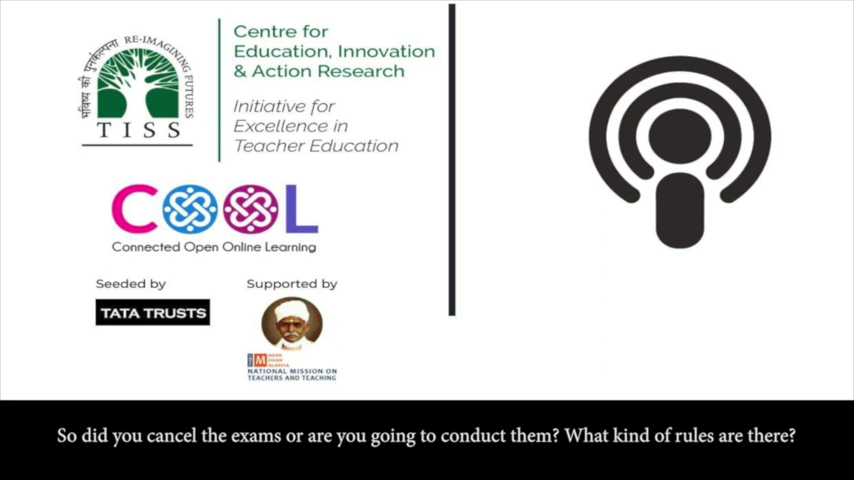 Centre for
Education, Innovation
& Action Research
भविष्य की पुनर्कल्पना RE-IMAGINING FUTURES
TISS
Initiative for
Excellence in
Teacher Education
COOL
Connected Open Online Learning
Seeded by
Supported by
TATA TRUSTS
NATIONAL MISSION ON
TEACHERS AND TEACHING
So did you cancel the exams or are you going to conduct them? What kind of rules are there?